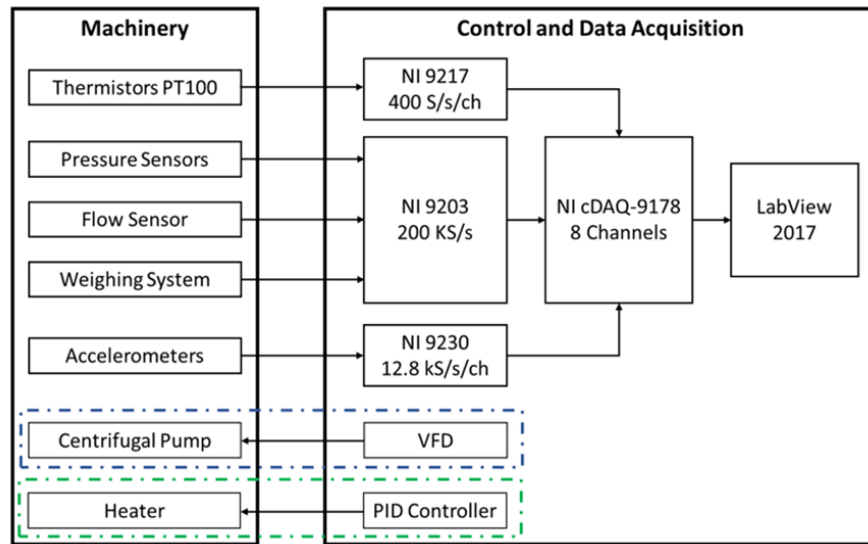 Machinery
Control and Data Acquisition
Thermistors PT100
NI 9217
400 S/s/ch
Pressure Sensors
Flow Sensor
Weighing System
NI 9203
200 KS/s
NI cDAQ-9178
8 Channels
LabView
2017
Accelerometers
NI 9230
12.8 kS/s/ch
Centrifugal Pump
VFD
Heater
PID Controller